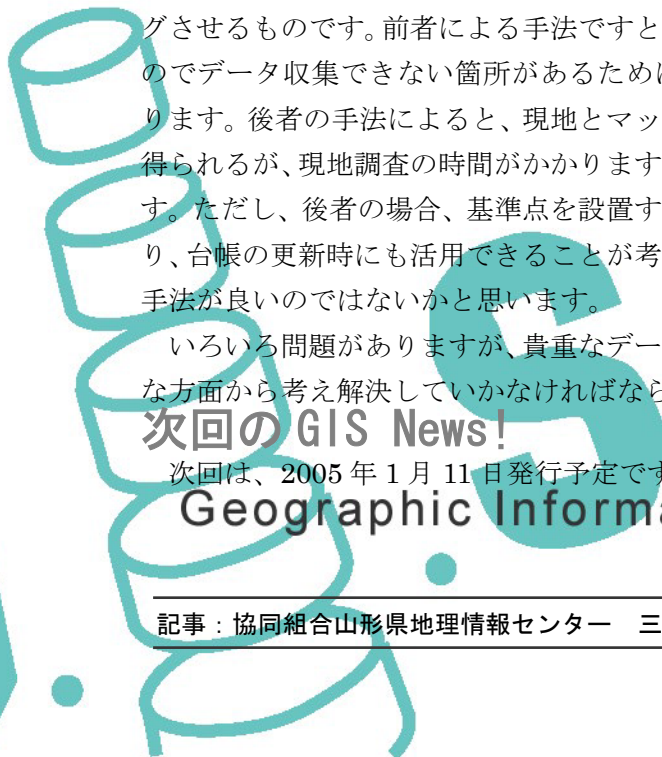 グさせるものです。前者による手法ですと
のでデータ収集できない箇所があるため
ります。後者の手法によると、現地とマッ
得られるが、現地調査の時間がかかります
す。ただし、後者の場合、基準点を設置す
り、台帳の更新時にも活用できることが考
手法が良いのではないかと思います。
いろいろ問題がありますが、貴重なデー
な方面から考え解決していかなければなら
次回の GIS News!
次回は、2005 年 1 月 11 日発行予定です
Geographic Informa
記事:協同組合山形県地理情報センター 三
S